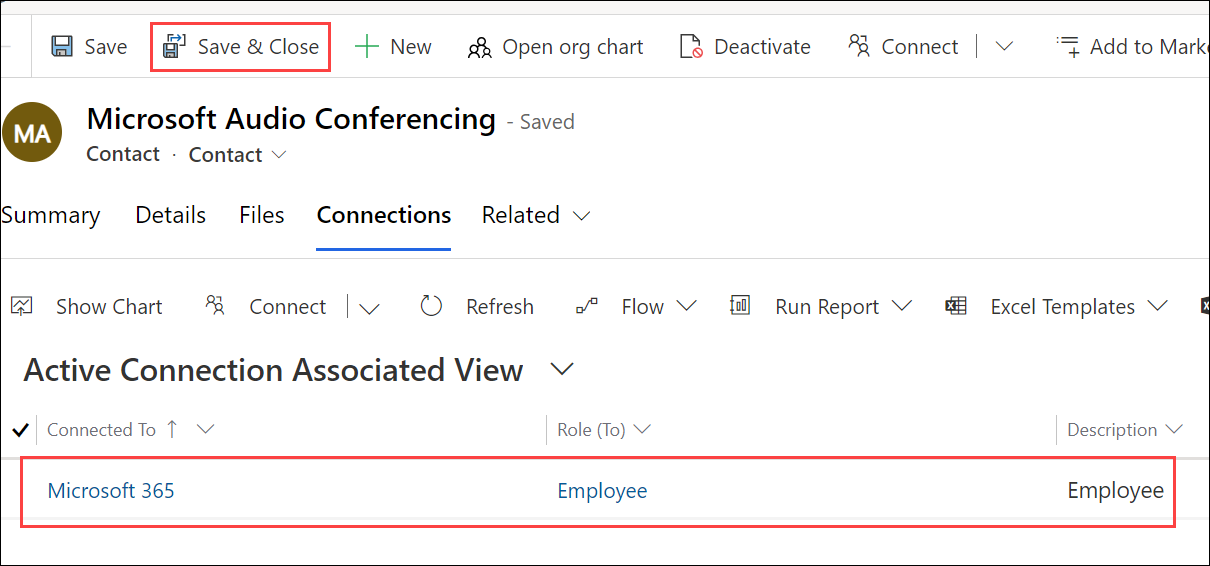 Save Save & Close New Open org chart Deactivate Connect Add to Marke
MA
Microsoft Audio Conferencing - Saved
Contact · Contact
Summary Details Files Connections Related
Show Chart Connect Refresh Flow Run Report Excel Templates
Active Connection Associated View
Connected To ↑ Role (To) Description
Microsoft 365 Employee Employee